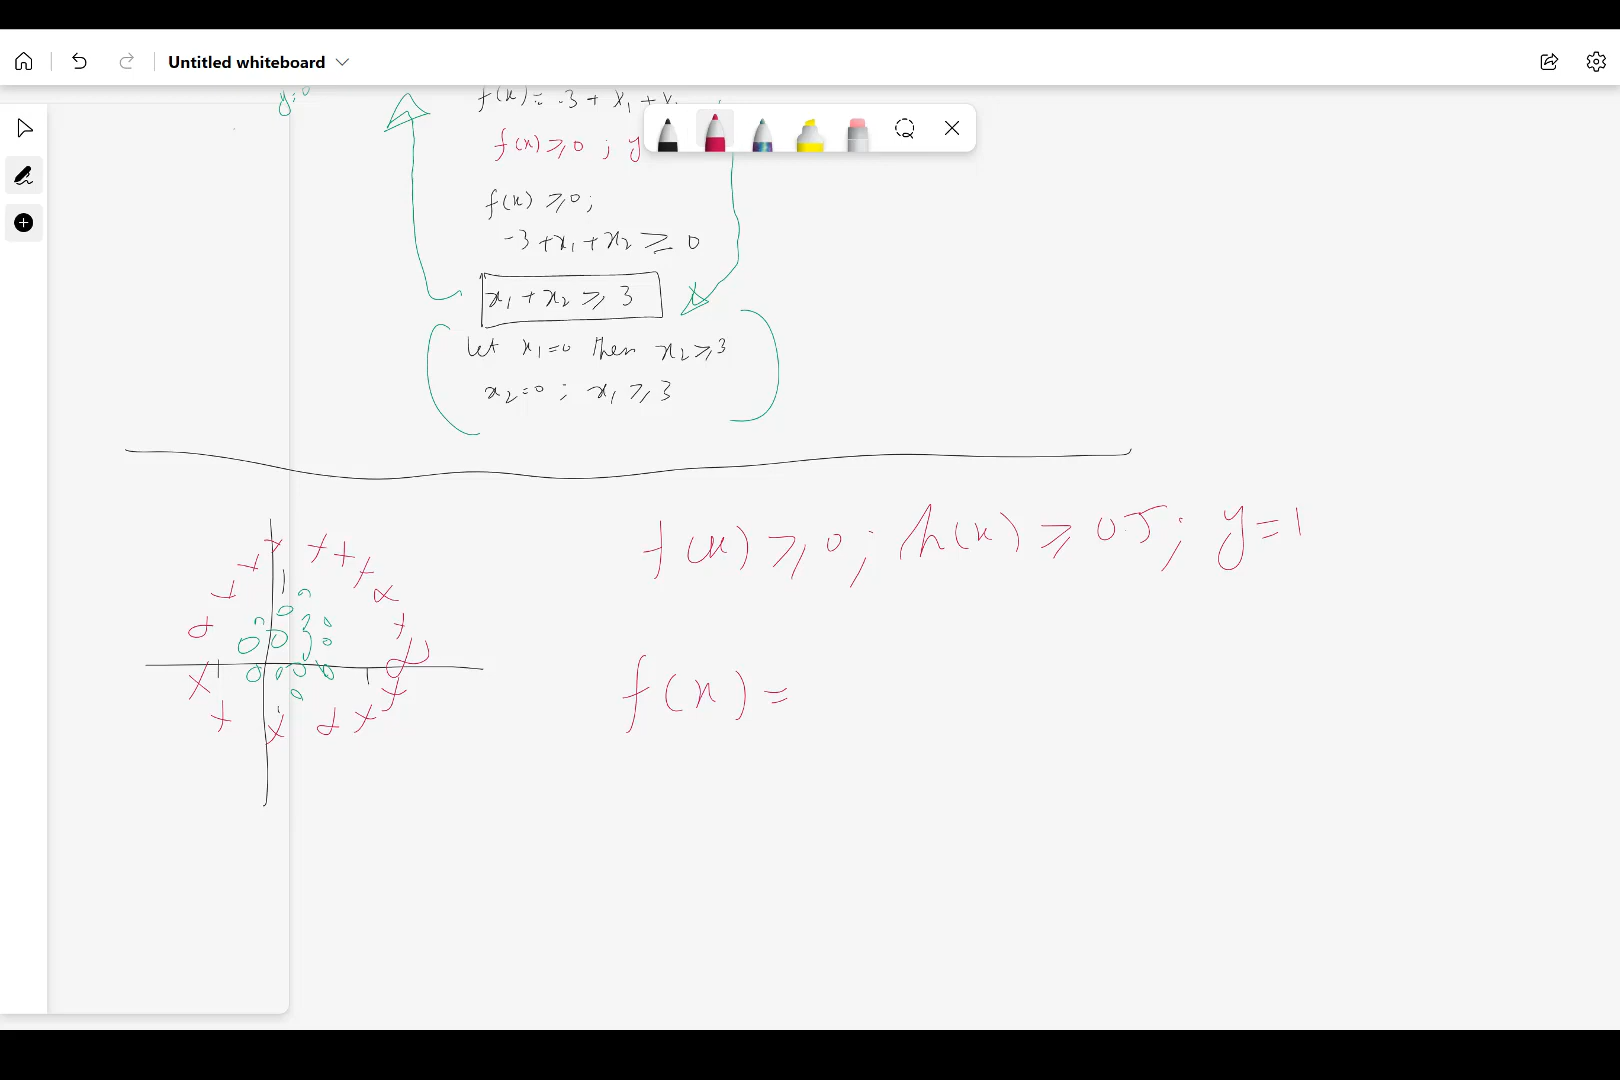 Untitled whiteboard
y=0
f(x) = -3 + x₁ + x₂
f(x) ≥ 0 ; y
f(x) ≥ 0 ;
-3 + x₁ + x₂ ≥ 0
x₁ + x₂ ≥ 3
let x₁=0 then x₂ ≥ 3
x₂=0 ; x₁ ≥ 3
f(x) ≥ 0 ; h(x) ≥ 0.5 ; y = 1
f(x) =